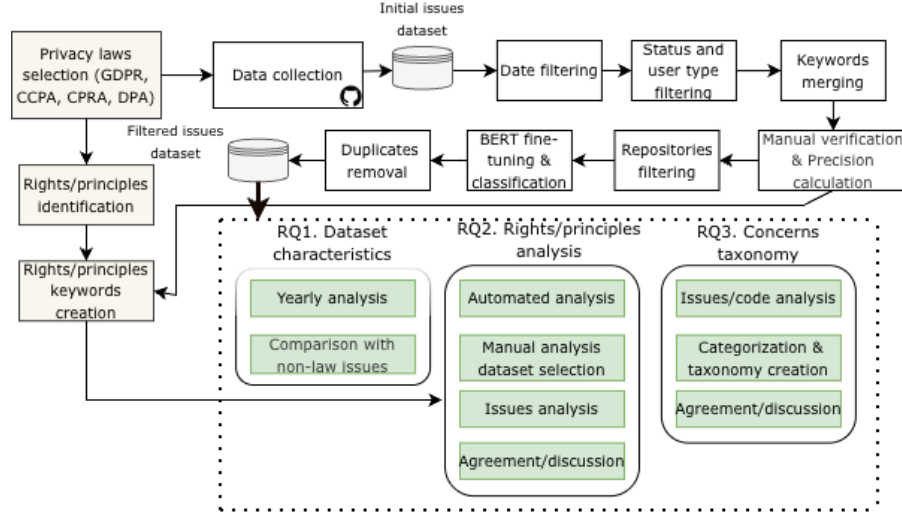 Privacy laws
selection (GDPR,
CCPA, CPRA, DPA)
Data collection
Initial issues
dataset
Date filtering
Status and
user type
filtering
Keywords
merging
Manual verification
& Precision
calculation
Repositories
filtering
BERT fine-
tuning &
classification
Duplicates
removal
Filtered issues
dataset
Rights/principles
identification
Rights/principles
keywords
creation
RQ1. Dataset
characteristics
Yearly analysis
Comparison with
non-law issues
RQ2. Rights/principles
analysis
Automated analysis
Manual analysis
dataset selection
Issues analysis
Agreement/discussion
RQ3. Concerns
taxonomy
Issues/code analysis
Categorization &
taxonomy creation
Agreement/discussion